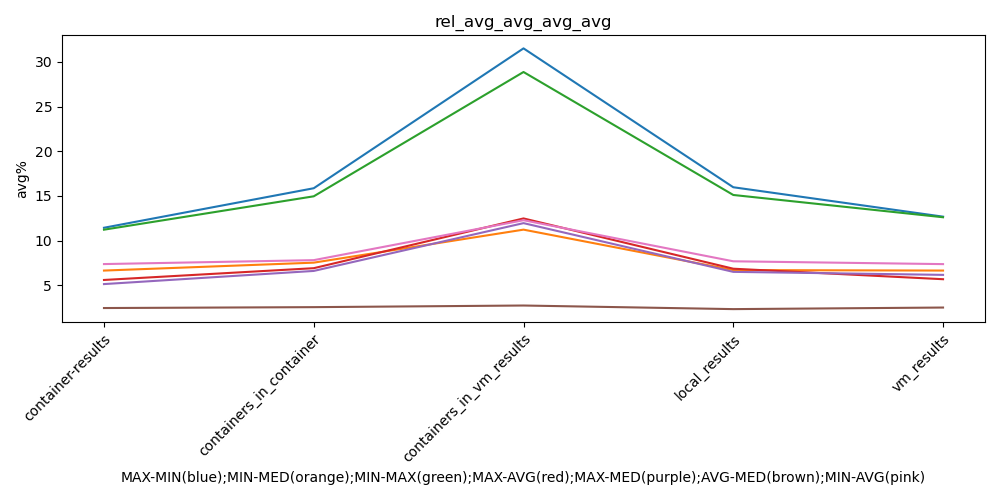 rel_avg_avg_avg_avg
avg%
30
25
20
15
10
5
container-results
containers_in_container
containers_in_vm_results
local_results
vm_results
MAX-MIN(blue);MIN-MED(orange);MIN-MAX(green);MAX-AVG(red);MAX-MED(purple);AVG-MED(brown);MIN-AVG(pink)